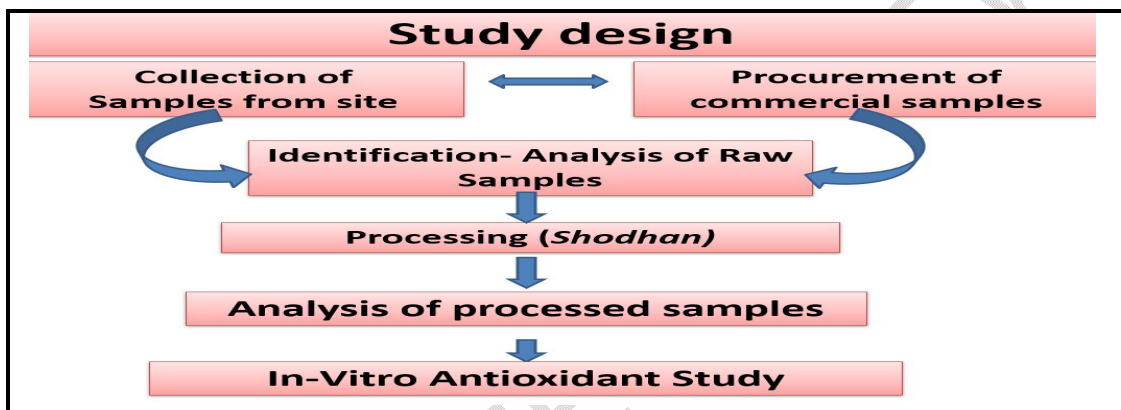 Study design
Collection of
Samples from site
Procurement of
commercial samples
Identification- Analysis of Raw
Samples
Processing (Shodhan)
Analysis of processed samples
In-Vitro Antioxidant Study